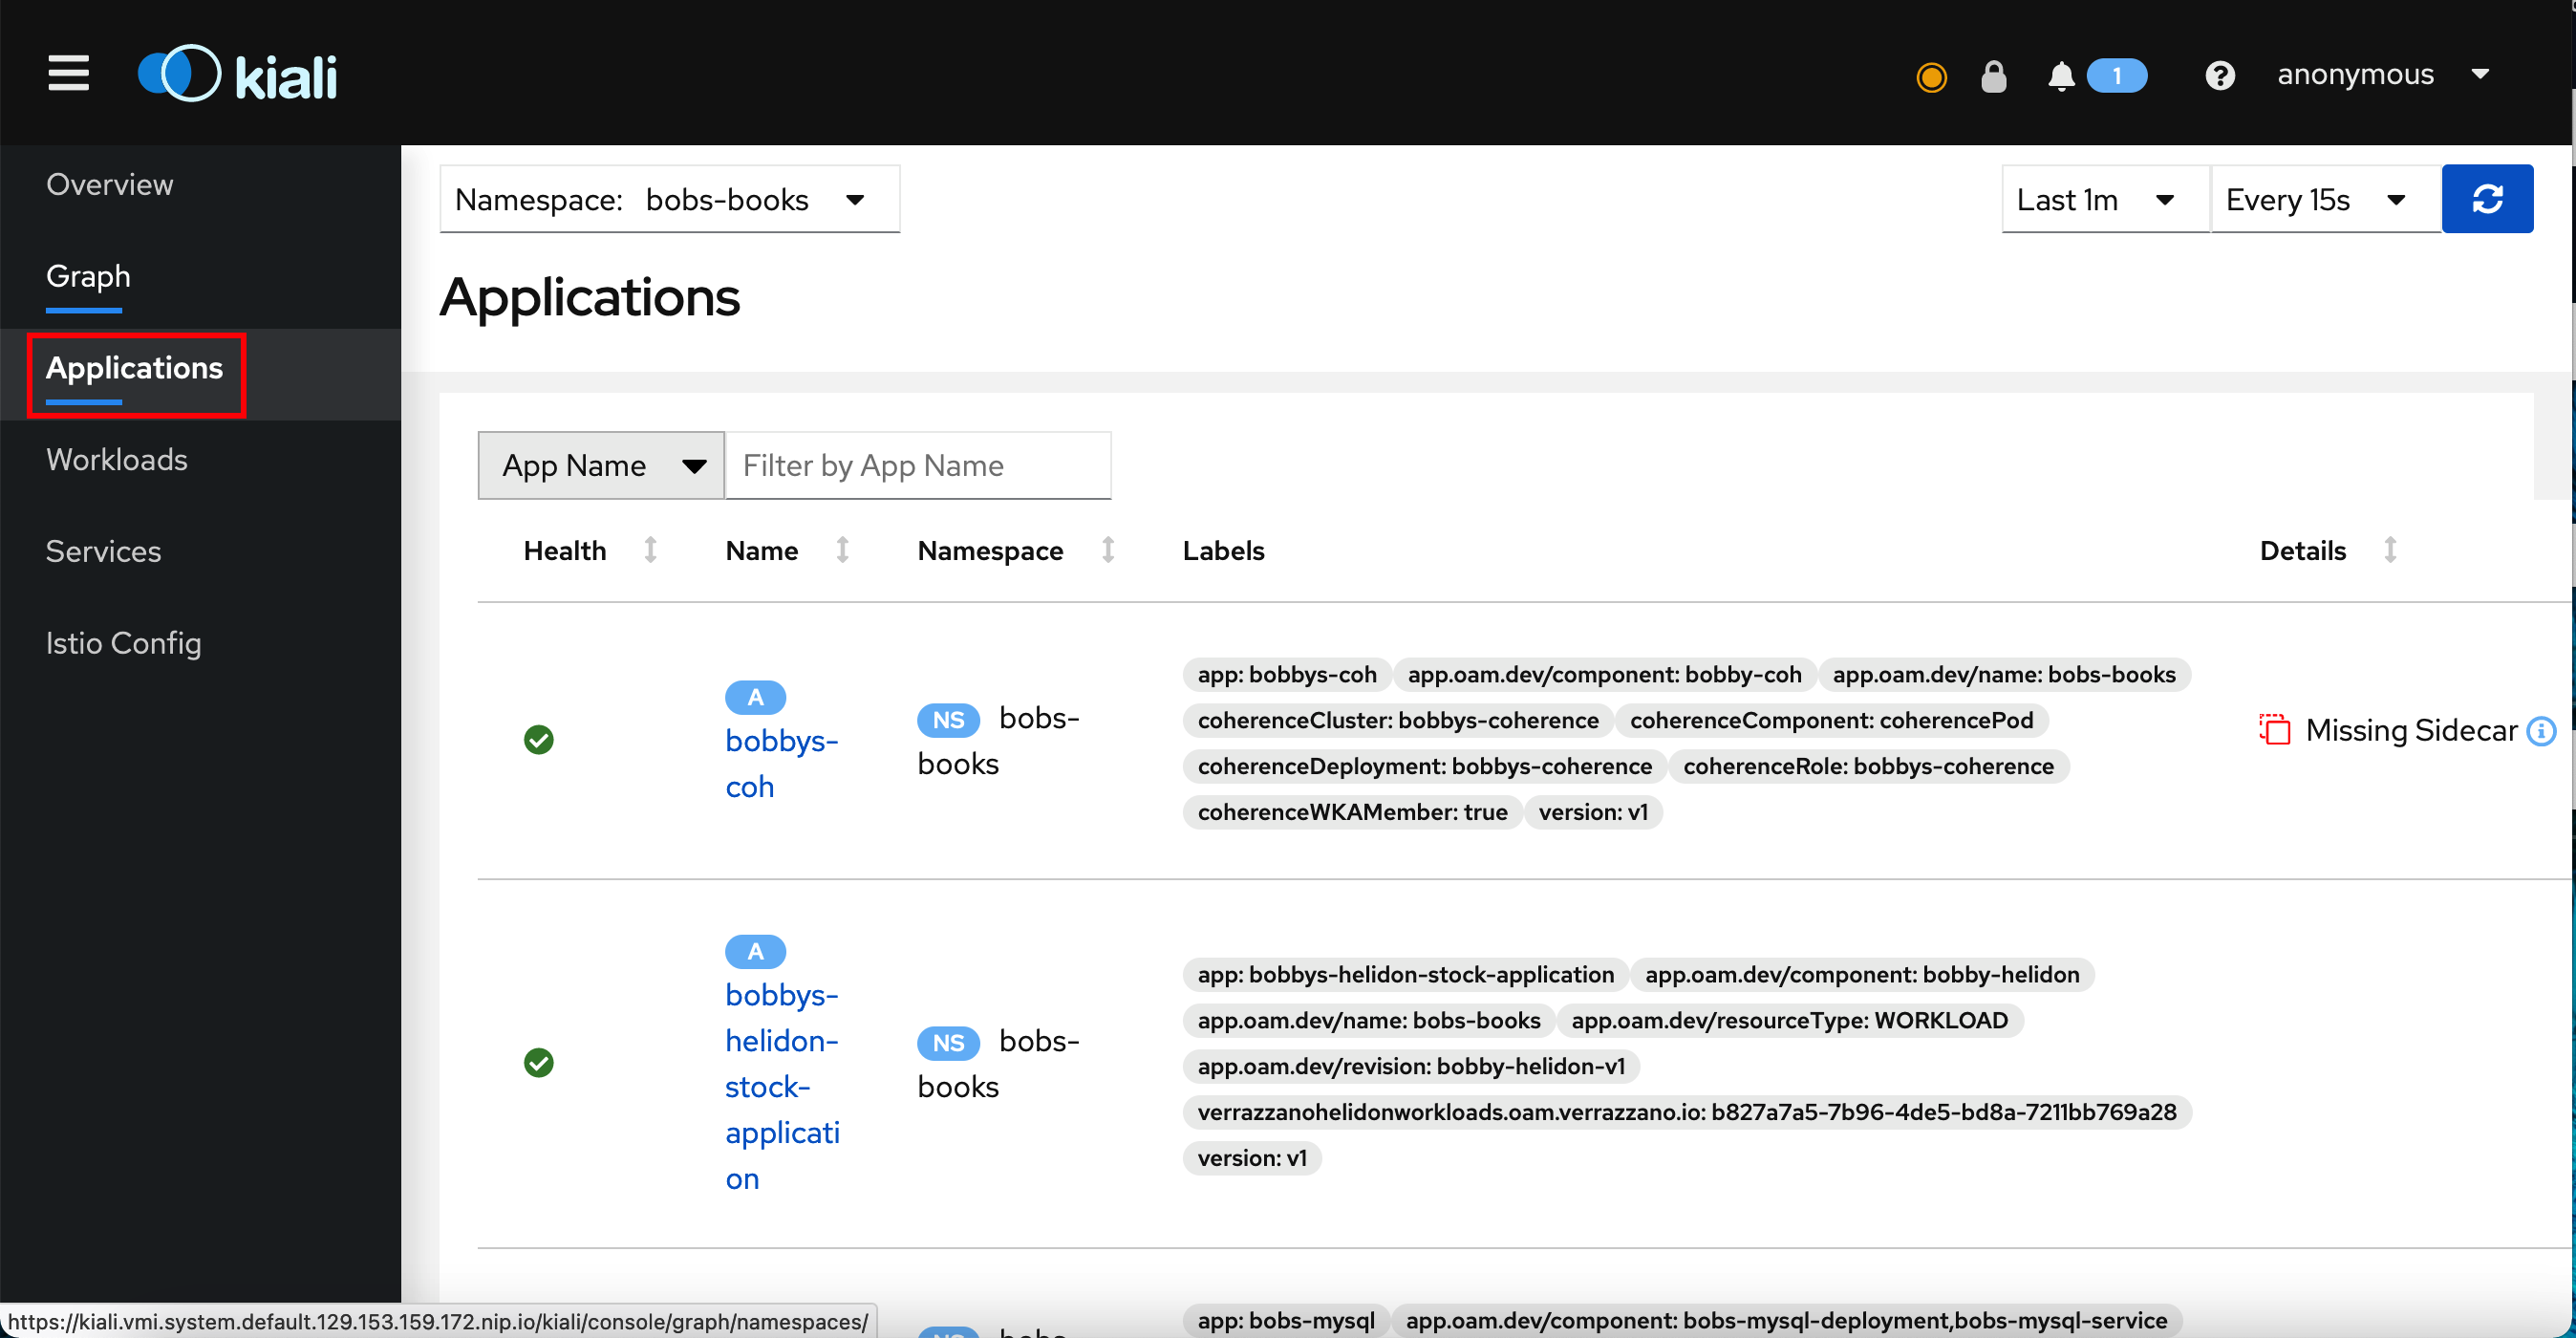 kiali
1
anonymous
Overview
Graph
Applications
Workloads
Services
Istio Config
Namespace: bobs-books
Last 1m
Every 15s
Applications
App Name
Filter by App Name
Health Name Namespace Labels Details
A
bobbys-
coh
NS bobs-
books
app: bobbys-coh app.oam.dev/component: bobby-coh app.oam.dev/name: bobs-books
coherenceCluster: bobbys-coherence coherenceComponent: coherencePod
coherenceDeployment: bobbys-coherence coherenceRole: bobbys-coherence
coherenceWKAMember: true version: v1
Missing Sidecar
A
bobbys-
helidon-
stock-
applicati
on
NS bobs-
books
app: bobbys-helidon-stock-application app.oam.dev/component: bobby-helidon
app.oam.dev/name: bobs-books app.oam.dev/resourceType: WORKLOAD
app.oam.dev/revision: bobby-helidon-v1
verrazzanohelidonworkloads.oam.verrazzano.io: b827a7a5-7b96-4de5-bd8a-7211bb769a28
version: v1
NS bobs-
app: bobs-mysql app.oam.dev/component: bobs-mysql-deployment,bobs-mysql-service
https://kiali.vmi.system.default.129.153.159.172.nip.io/kiali/console/graph/namespaces/